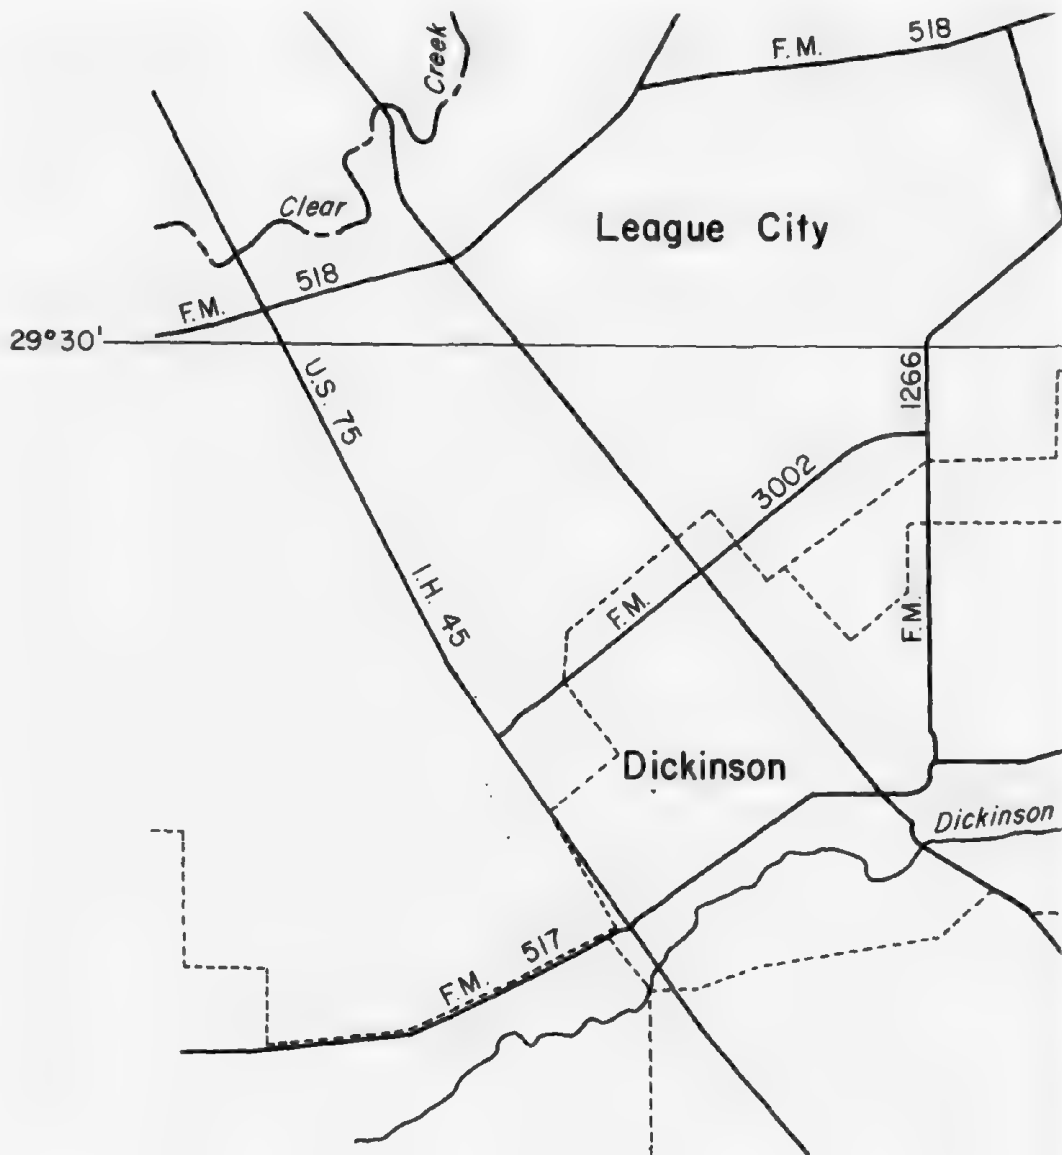 F.M. 518
Creek
Clear
League City
F.M. 518
29°30'
U.S. 75
1266
3002
I.H. 45
F.M.
F.M.
Dickinson
Dickinson
F.M. 517